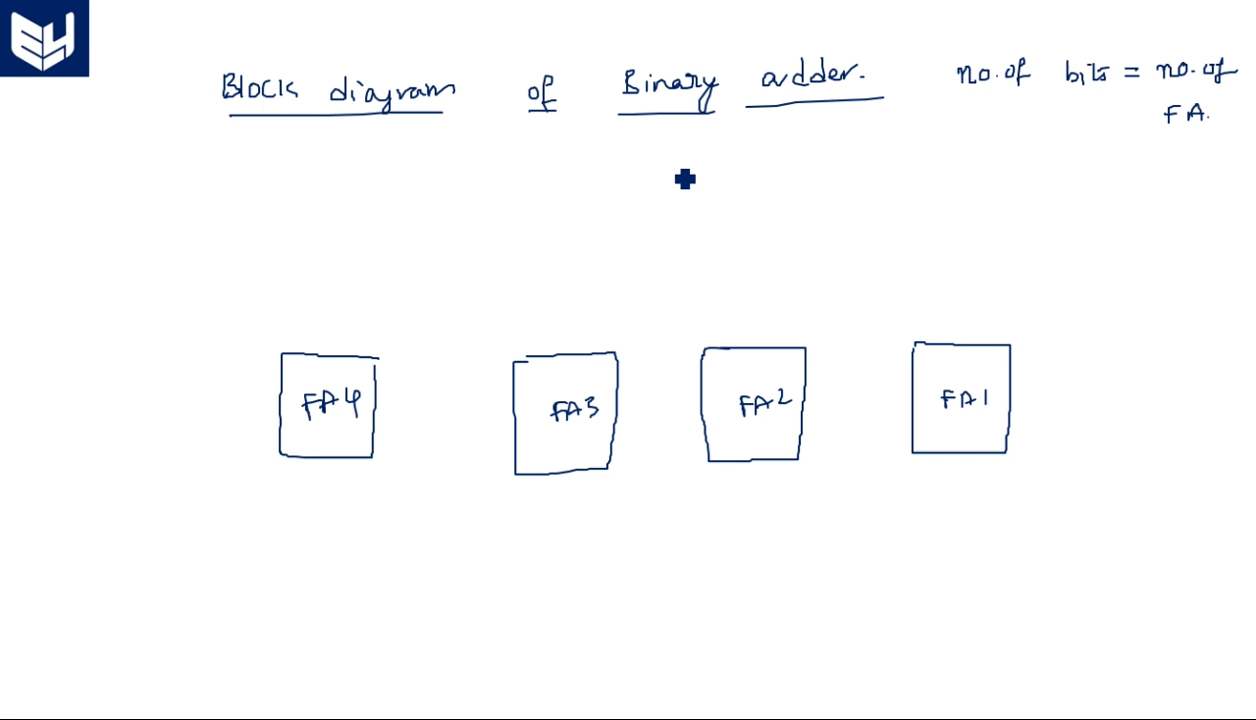 Block diagram of Binary adder. no. of bits = no. of
FA.
FA4 FA3 FA2 FA1